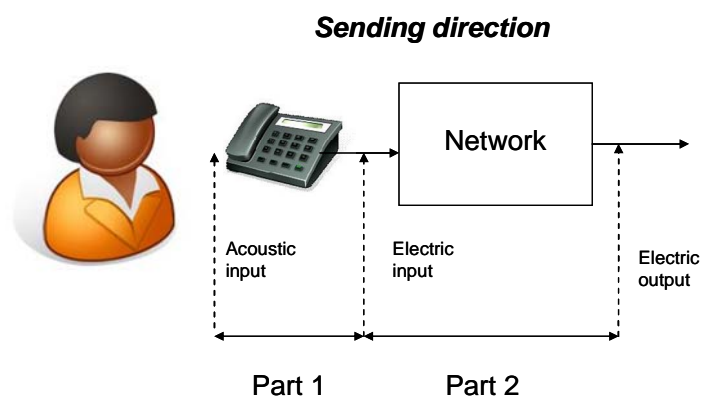 Sending direction
Network
Acoustic
input
Electric
input
Electric
output
Part 1
Part 2